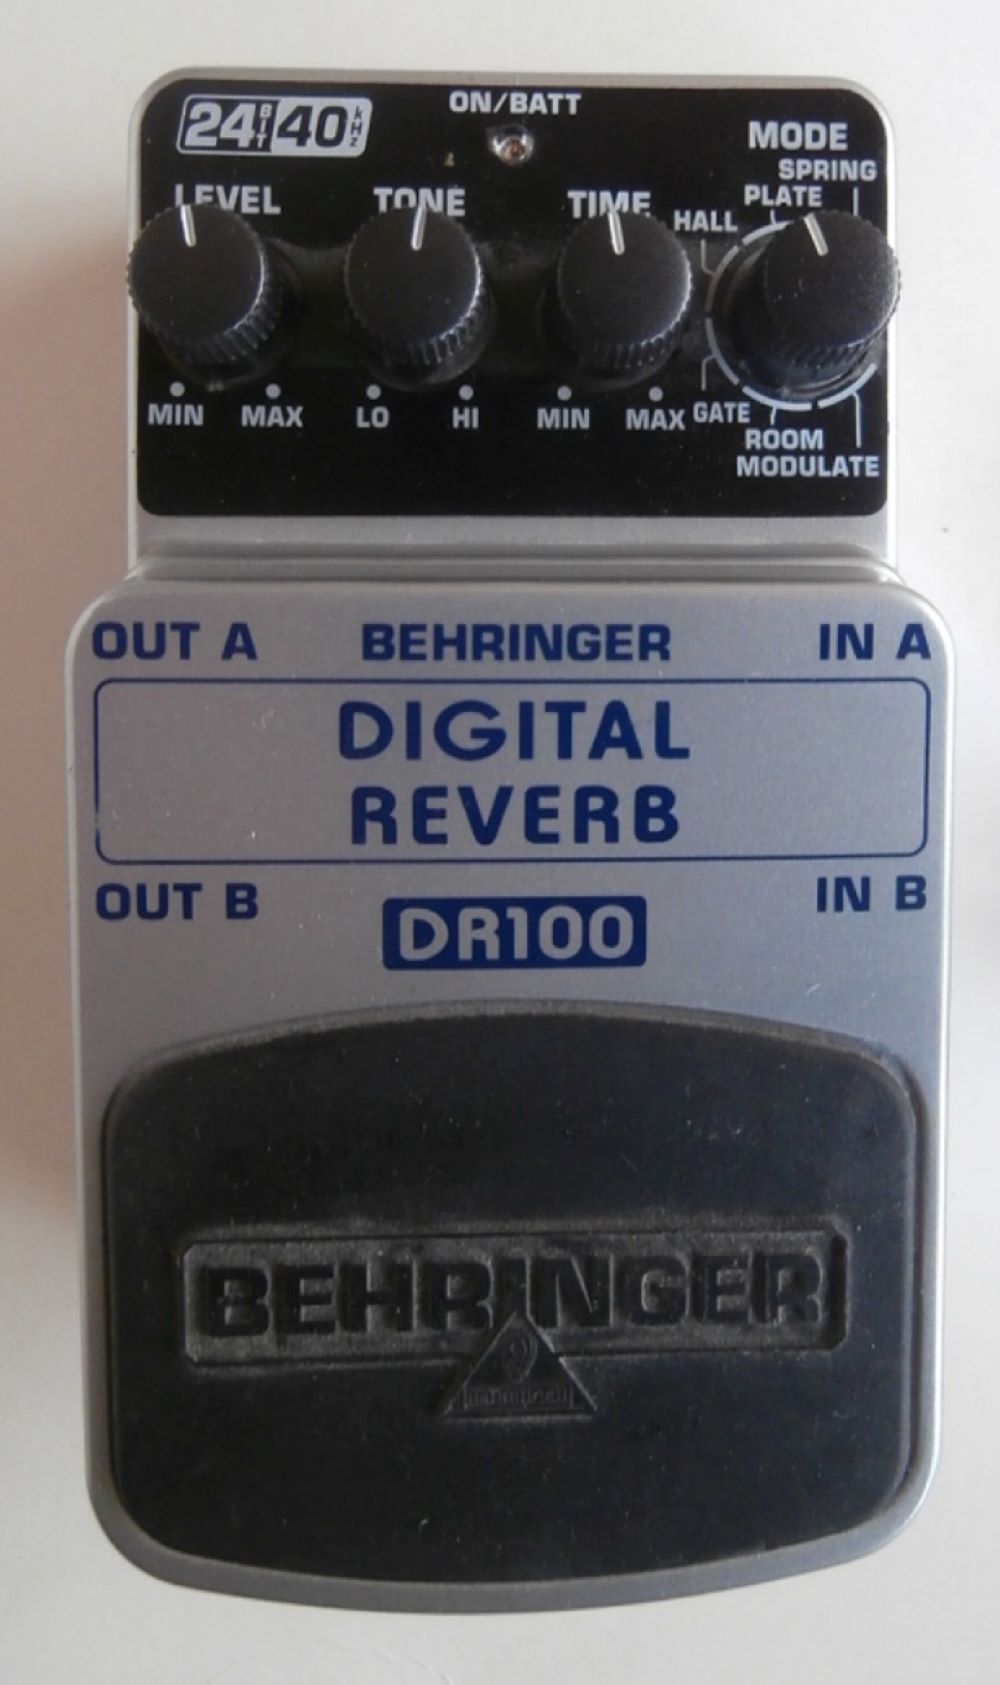 24 BIT 40 kHz
ON/BATT
MODE
SPRING
PLATE
HALL
LEVEL
TONE
TIME
MIN MAX
LO HI
MIN MAX
GATE
ROOM
MODULATE
OUT A BEHRINGER IN A
DIGITAL
REVERB
OUT B IN B
DR100
BEHRINGER
BEHRINGER